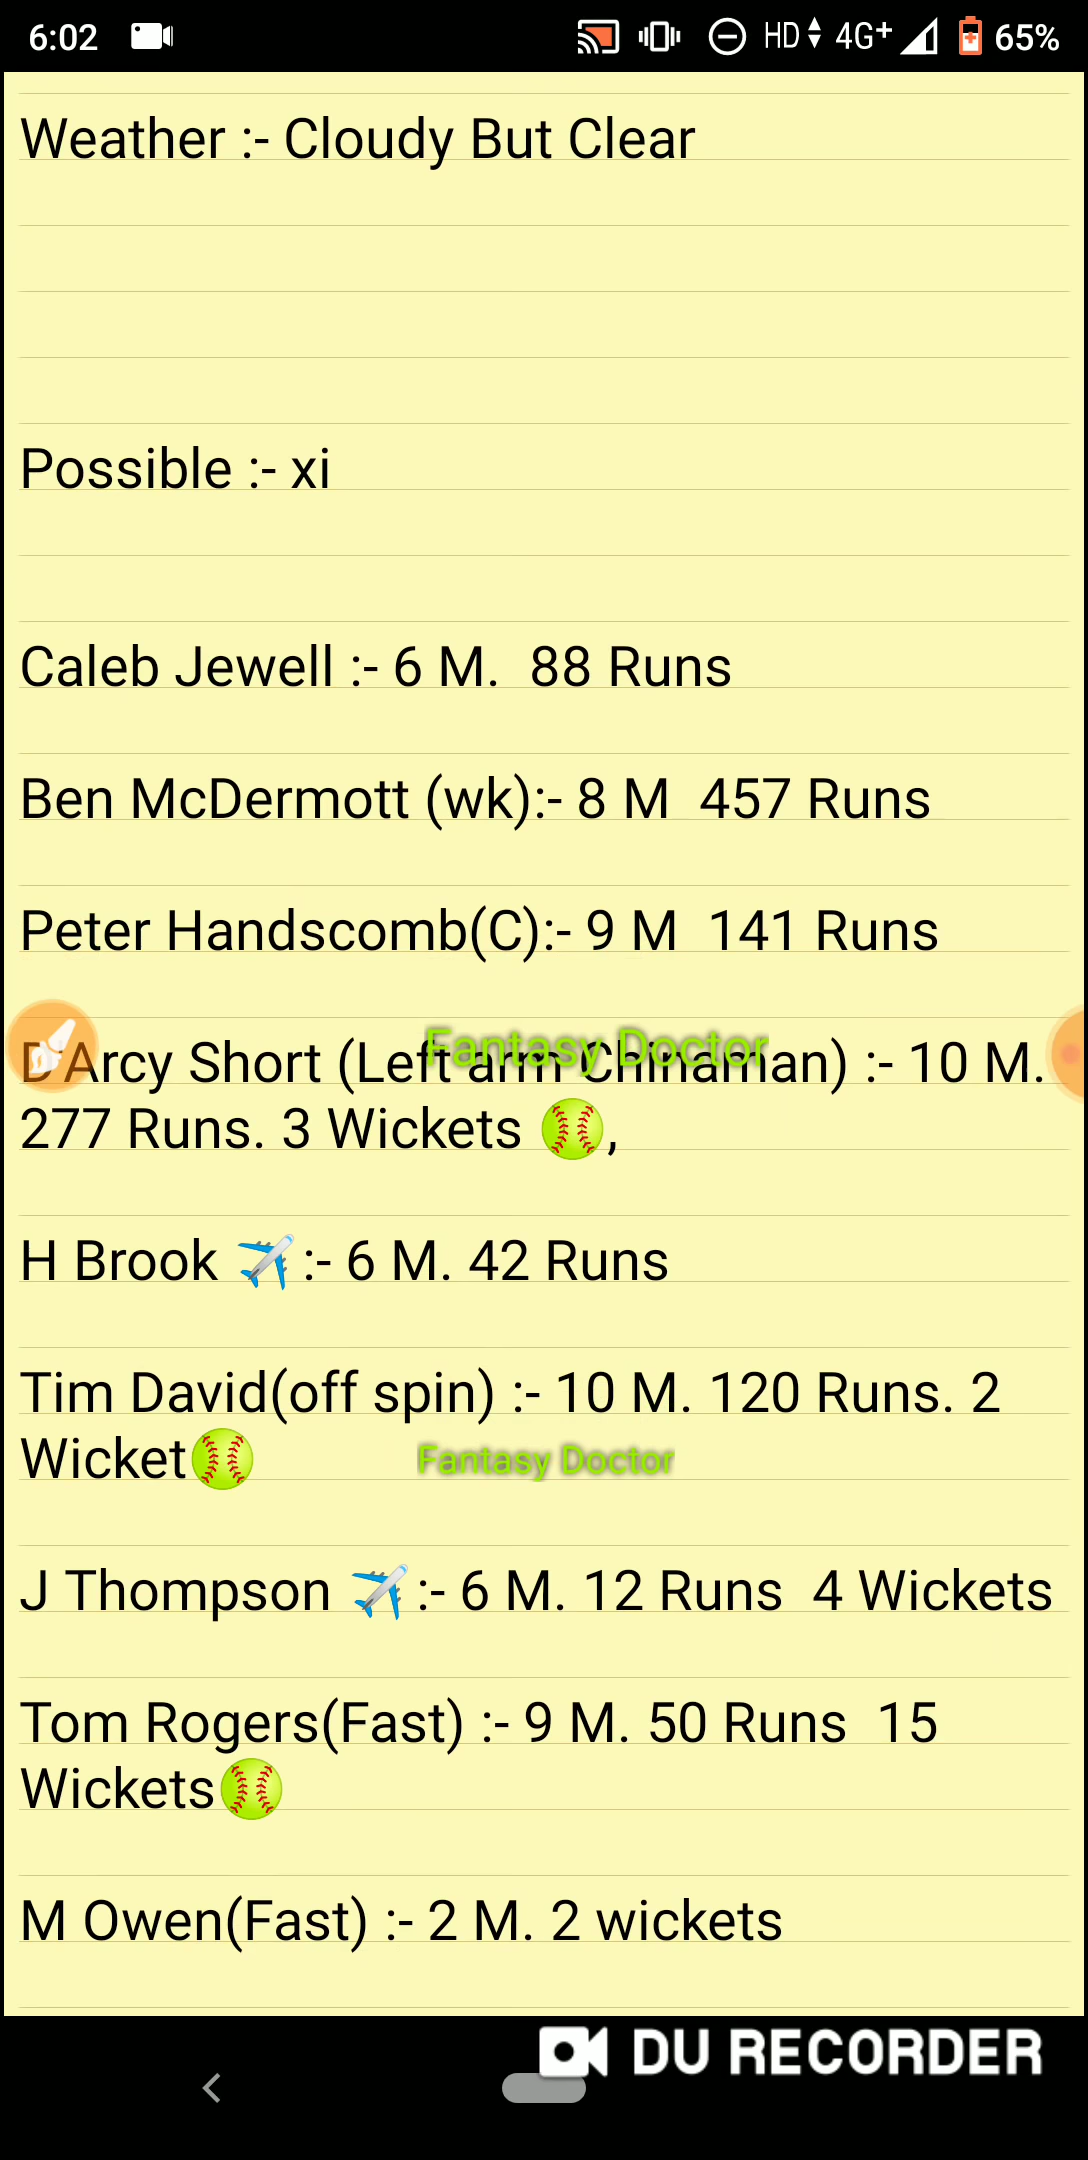 6:02 HD 4G+ 65%
Weather :- Cloudy But Clear
Possible :- xi
Caleb Jewell :- 6 M.  88 Runs
Ben McDermott (wk):- 8 M  457 Runs
Peter Handscomb(C):- 9 M  141 Runs
Fantasy Doctor
D'Arcy Short (Left arm Chinaman) :- 10 M.
277 Runs. 3 Wickets 🥎,
H Brook ✈️:- 6 M. 42 Runs
Tim David(off spin) :- 10 M. 120 Runs. 2
Wicket🥎
Fantasy Doctor
J Thompson ✈️:- 6 M. 12 Runs  4 Wickets
Tom Rogers(Fast) :- 9 M. 50 Runs  15
Wickets🥎
M Owen(Fast) :- 2 M. 2 wickets
DU RECORDER